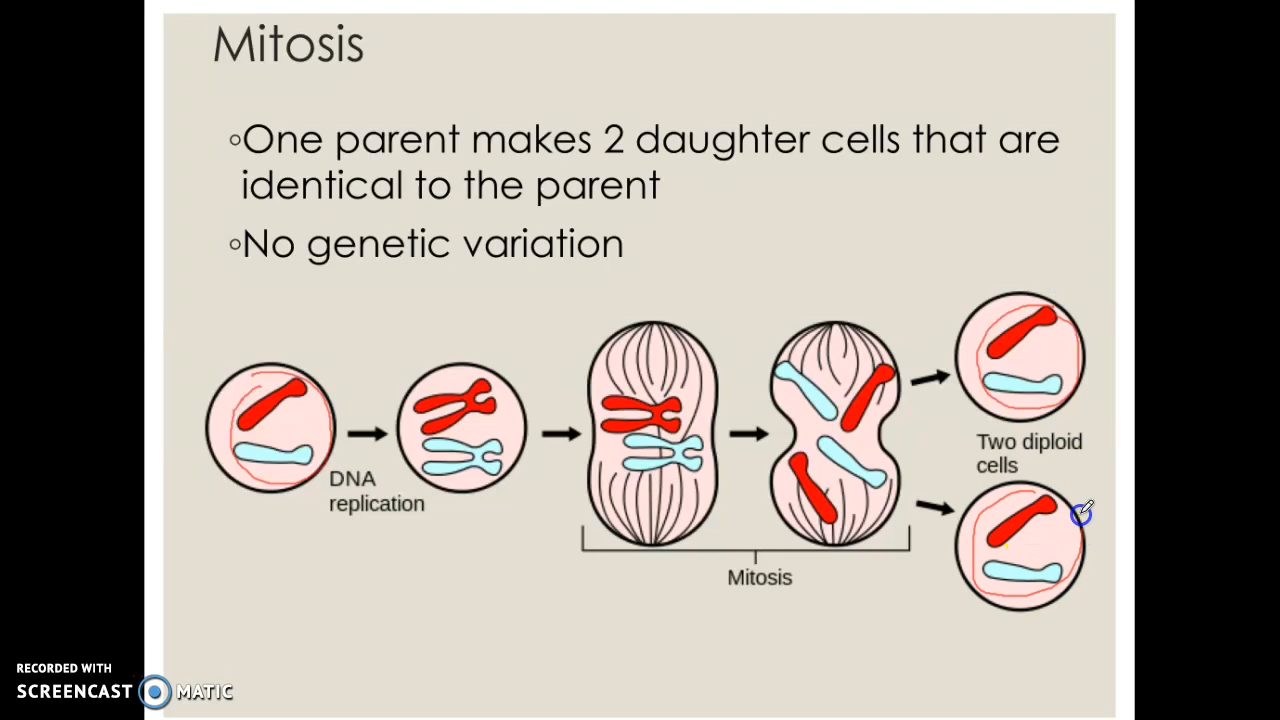 Mitosis
◦One parent makes 2 daughter cells that are
identical to the parent
◦No genetic variation
DNA
replication
Mitosis
Two diploid
cells
RECORDED WITH
SCREENCAST MATIC